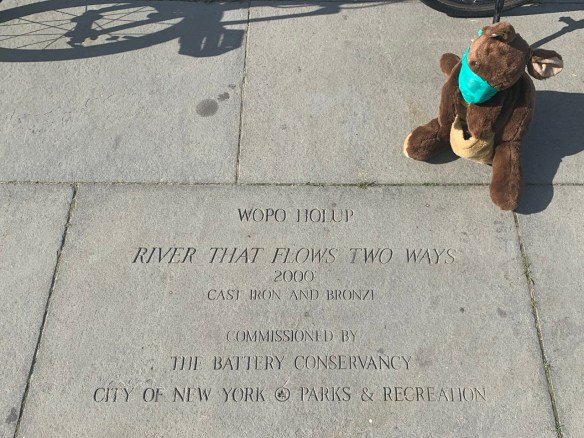 WOPO HOLUP
RIVER THAT FLOWS TWO WAYS
2000
CAST IRON AND BRONZE
COMMISSIONED BY
THE BATTERY CONSERVANCY
CITY OF NEW YORK PARKS & RECREATION